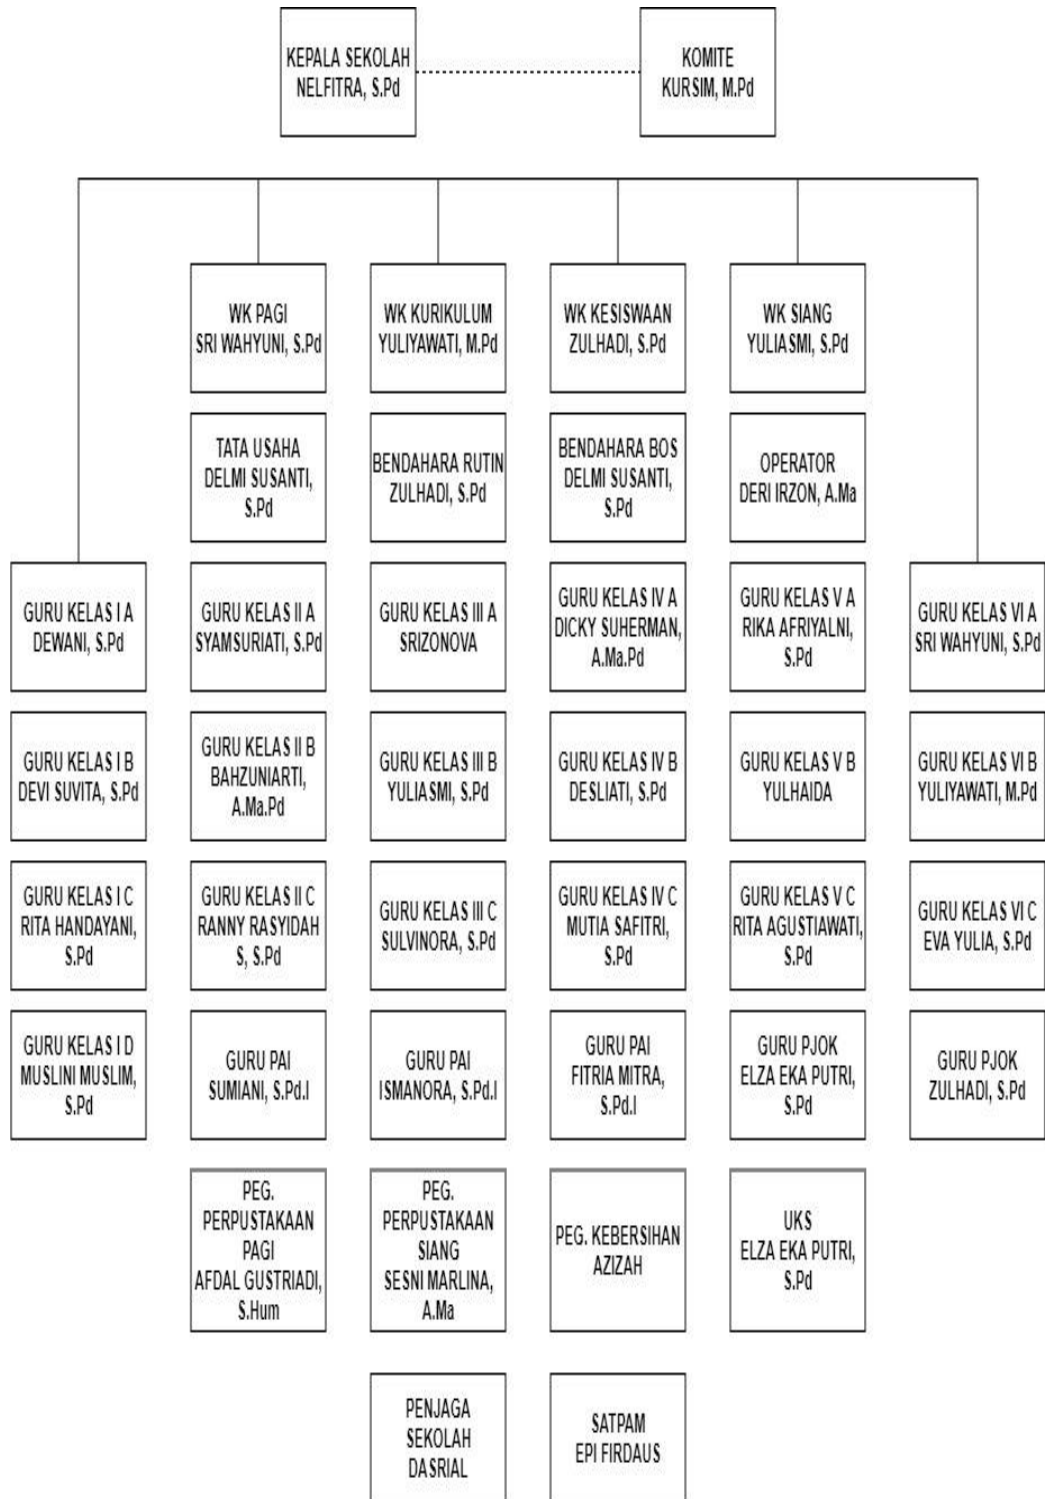 KEPALA SEKOLAH
NELFITRA, S.Pd
KOMITE
KURSIM, M.Pd
WK PAGI
SRI WAHYUNI, S.Pd
WK KURIKULUM
YULIYAWATI, M.Pd
WK KESISWAAN
ZULHADI, S.Pd
WK SIANG
YULIASMI, S.Pd
TATA USAHA
DELMI SUSANTI,
S.Pd
BENDAHARA RUTIN
ZULHADI, S.Pd
BENDAHARA BOS
DELMI SUSANTI,
S.Pd
OPERATOR
DERI IRZON, A.Ma
GURU KELAS I A
DEWANI, S.Pd
GURU KELAS II A
SYAMSURIATI, S.Pd
GURU KELAS III A
SRIZONOVA
GURU KELAS IV A
DICKY SUHERMAN,
A.Ma.Pd
GURU KELAS V A
RIKA AFRIYALNI,
S.Pd
GURU KELAS VI A
SRI WAHYUNI, S.Pd
GURU KELAS I B
DEVI SUVITA, S.Pd
GURU KELAS II B
BAHZUNIARTI,
A.Ma.Pd
GURU KELAS III B
YULIASMI, S.Pd
GURU KELAS IV B
DESLIATI, S.Pd
GURU KELAS V B
YULHAIDA
GURU KELAS VI B
YULIYAWATI, M.Pd
GURU KELAS I C
RITA HANDAYANI,
S.Pd
GURU KELAS II C
RANNY RASYIDAH
S, S.Pd
GURU KELAS III C
SULVINORA, S.Pd
GURU KELAS IV C
MUTIA SAFITRI,
S.Pd
GURU KELAS V C
RITA AGUSTIAWATI,
S.Pd
GURU KELAS VI C
EVA YULIA, S.Pd
GURU KELAS I D
MUSLINI MUSLIM,
S.Pd
GURU PAI
SUMIANI, S.Pd.I
GURU PAI
ISMANORA, S.Pd.I
GURU PAI
FITRIA MITRA,
S.Pd.I
GURU PJOK
ELZA EKA PUTRI,
S.Pd
GURU PJOK
ZULHADI, S.Pd
PEG.
PERPUSTAKAAN
PAGI
AFDAL GUSTRIADI,
S.Hum
PEG.
PERPUSTAKAAN
SIANG
SESNI MARLINA,
A.Ma
PEG. KEBERSIHAN
AZIZAH
UKS
ELZA EKA PUTRI,
S.Pd
PENJAGA
SEKOLAH
DASRIAL
SATPAM
EPI FIRDAUS